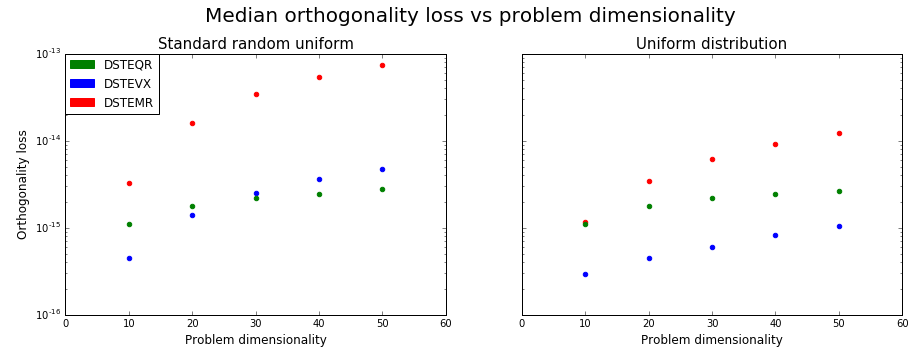 Median orthogonality loss vs problem dimensionality
Standard random uniform
Uniform distribution
DSTEQR
DSTEVX
DSTEMR
Orthogonality loss
10^-13
10^-14
10^-15
10^-16
0 10 20 30 40 50 60
0 10 20 30 40 50 60
Problem dimensionality
Problem dimensionality